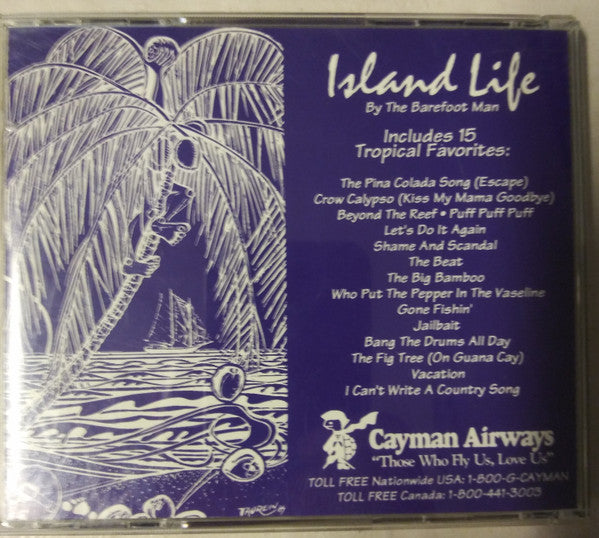 Island Life
By The Barefoot Man
Includes 15
Tropical Favorites:
The Pina Colada Song (Escape)
Crow Calypso (Kiss My Mama Goodbye)
Beyond The Reef • Puff Puff Puff
Let's Do It Again
Shame And Scandal
The Beat
The Big Bamboo
Who Put The Pepper In The Vaseline
Gone Fishin'
Jailbait
Bang The Drums All Day
The Fig Tree (On Guana Cay)
Vacation
I Can't Write A Country Song
Cayman Airways
"Those Who Fly Us, Love Us"
TOLL FREE Nationwide USA: 1-800-G-CAYMAN
TOLL FREE Canada: 1-800-441-3003